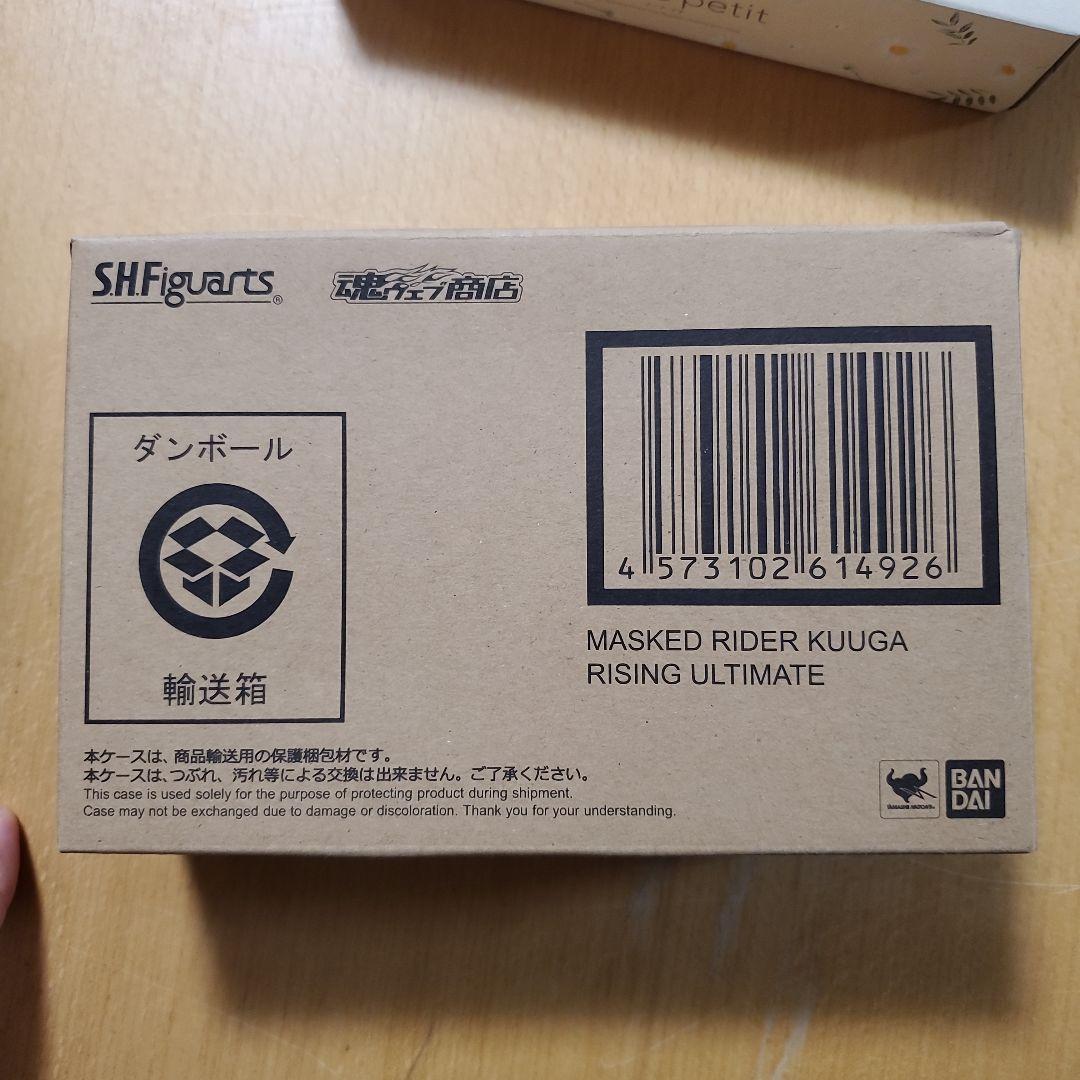 petit
S.H.Figuarts®
魂ウェブ商店
ダンボール
輸送箱
4 573102 614926
MASKED RIDER KUUGA
RISING ULTIMATE
本ケースは、商品輸送用の保護梱包材です。
本ケースは、つぶれ、汚れ等による交換は出来ません。ご了承ください。
This case is used solely for the purpose of protecting product during shipment.
Case may not be exchanged due to damage or discoloration. Thank you for your understanding.
TAMASHII NATIONS
BAN
DAI